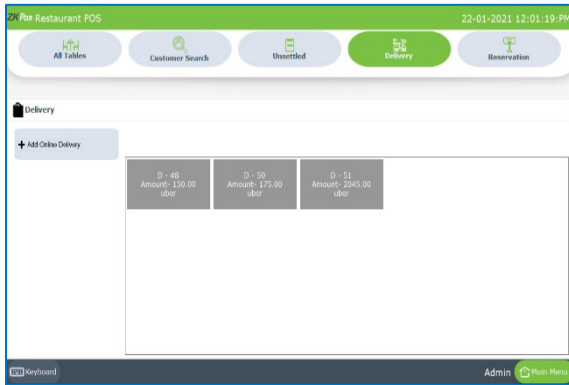 ZKPos Restaurant POS
22-01-2021 12:01:19:PM
All Tables
Customer Search
Unsettled
Delivery
Reservation
Delivery
+ Add Online Delivery
D - 48
Amount- 150.00
uber
D - 50
Amount- 175.00
uber
D - 51
Amount- 2045.00
uber
Keyboard
Admin
Main Menu